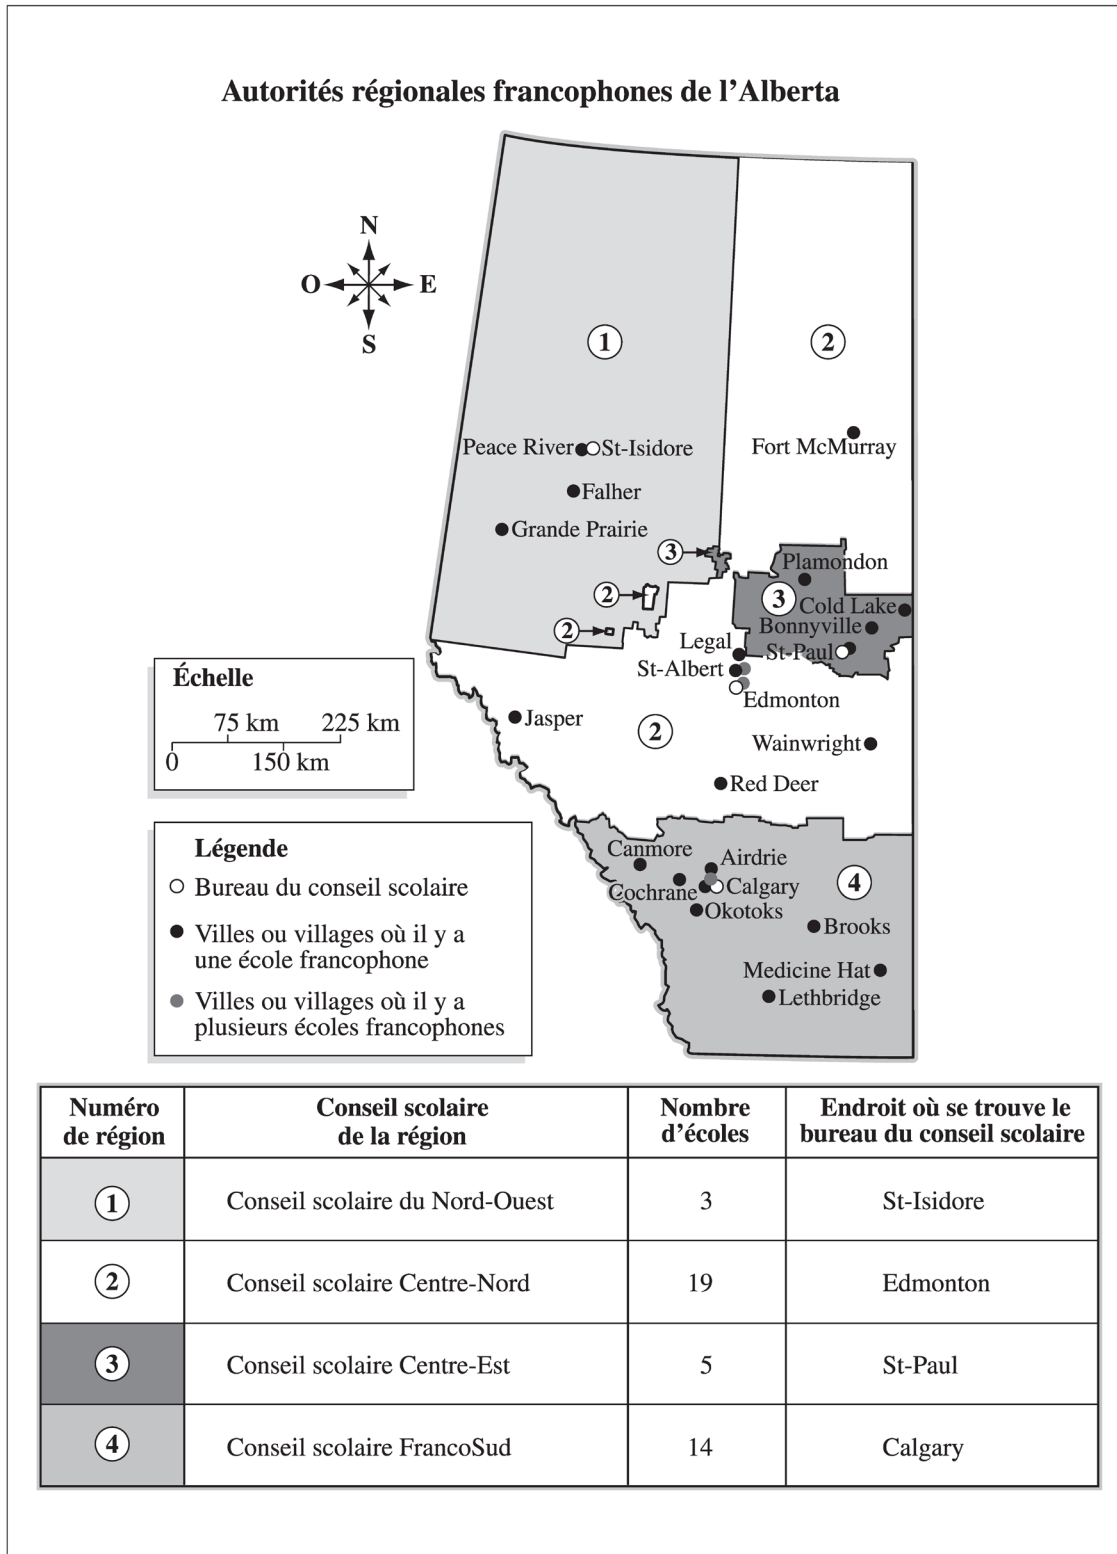 Autorités régionales francophones de l'Alberta
N
O E
S
1
2
Fort McMurray
Peace River St-Isidore
Falher
Grande Prairie
3
Plamondon
2
3
Cold Lake
Bonnyville
2
Legal
St-Paul
St-Albert
Edmonton
Jasper
2
Wainwright
Red Deer
Échelle
75 km 225 km
0 150 km
Canmore
Airdrie
Cochrane
Calgary
4
Okotoks
Brooks
Medicine Hat
Lethbridge
Légende
Bureau du conseil scolaire
Villes ou villages où il y a
une école francophone
Villes ou villages où il y a
plusieurs écoles francophones
Numéro de région | Conseil scolaire de la région | Nombre d'écoles | Endroit où se trouve le bureau du conseil scolaire
1 Conseil scolaire du Nord-Ouest 3 St-Isidore
2 Conseil scolaire Centre-Nord 19 Edmonton
3 Conseil scolaire Centre-Est 5 St-Paul
4 Conseil scolaire FrancoSud 14 Calgary